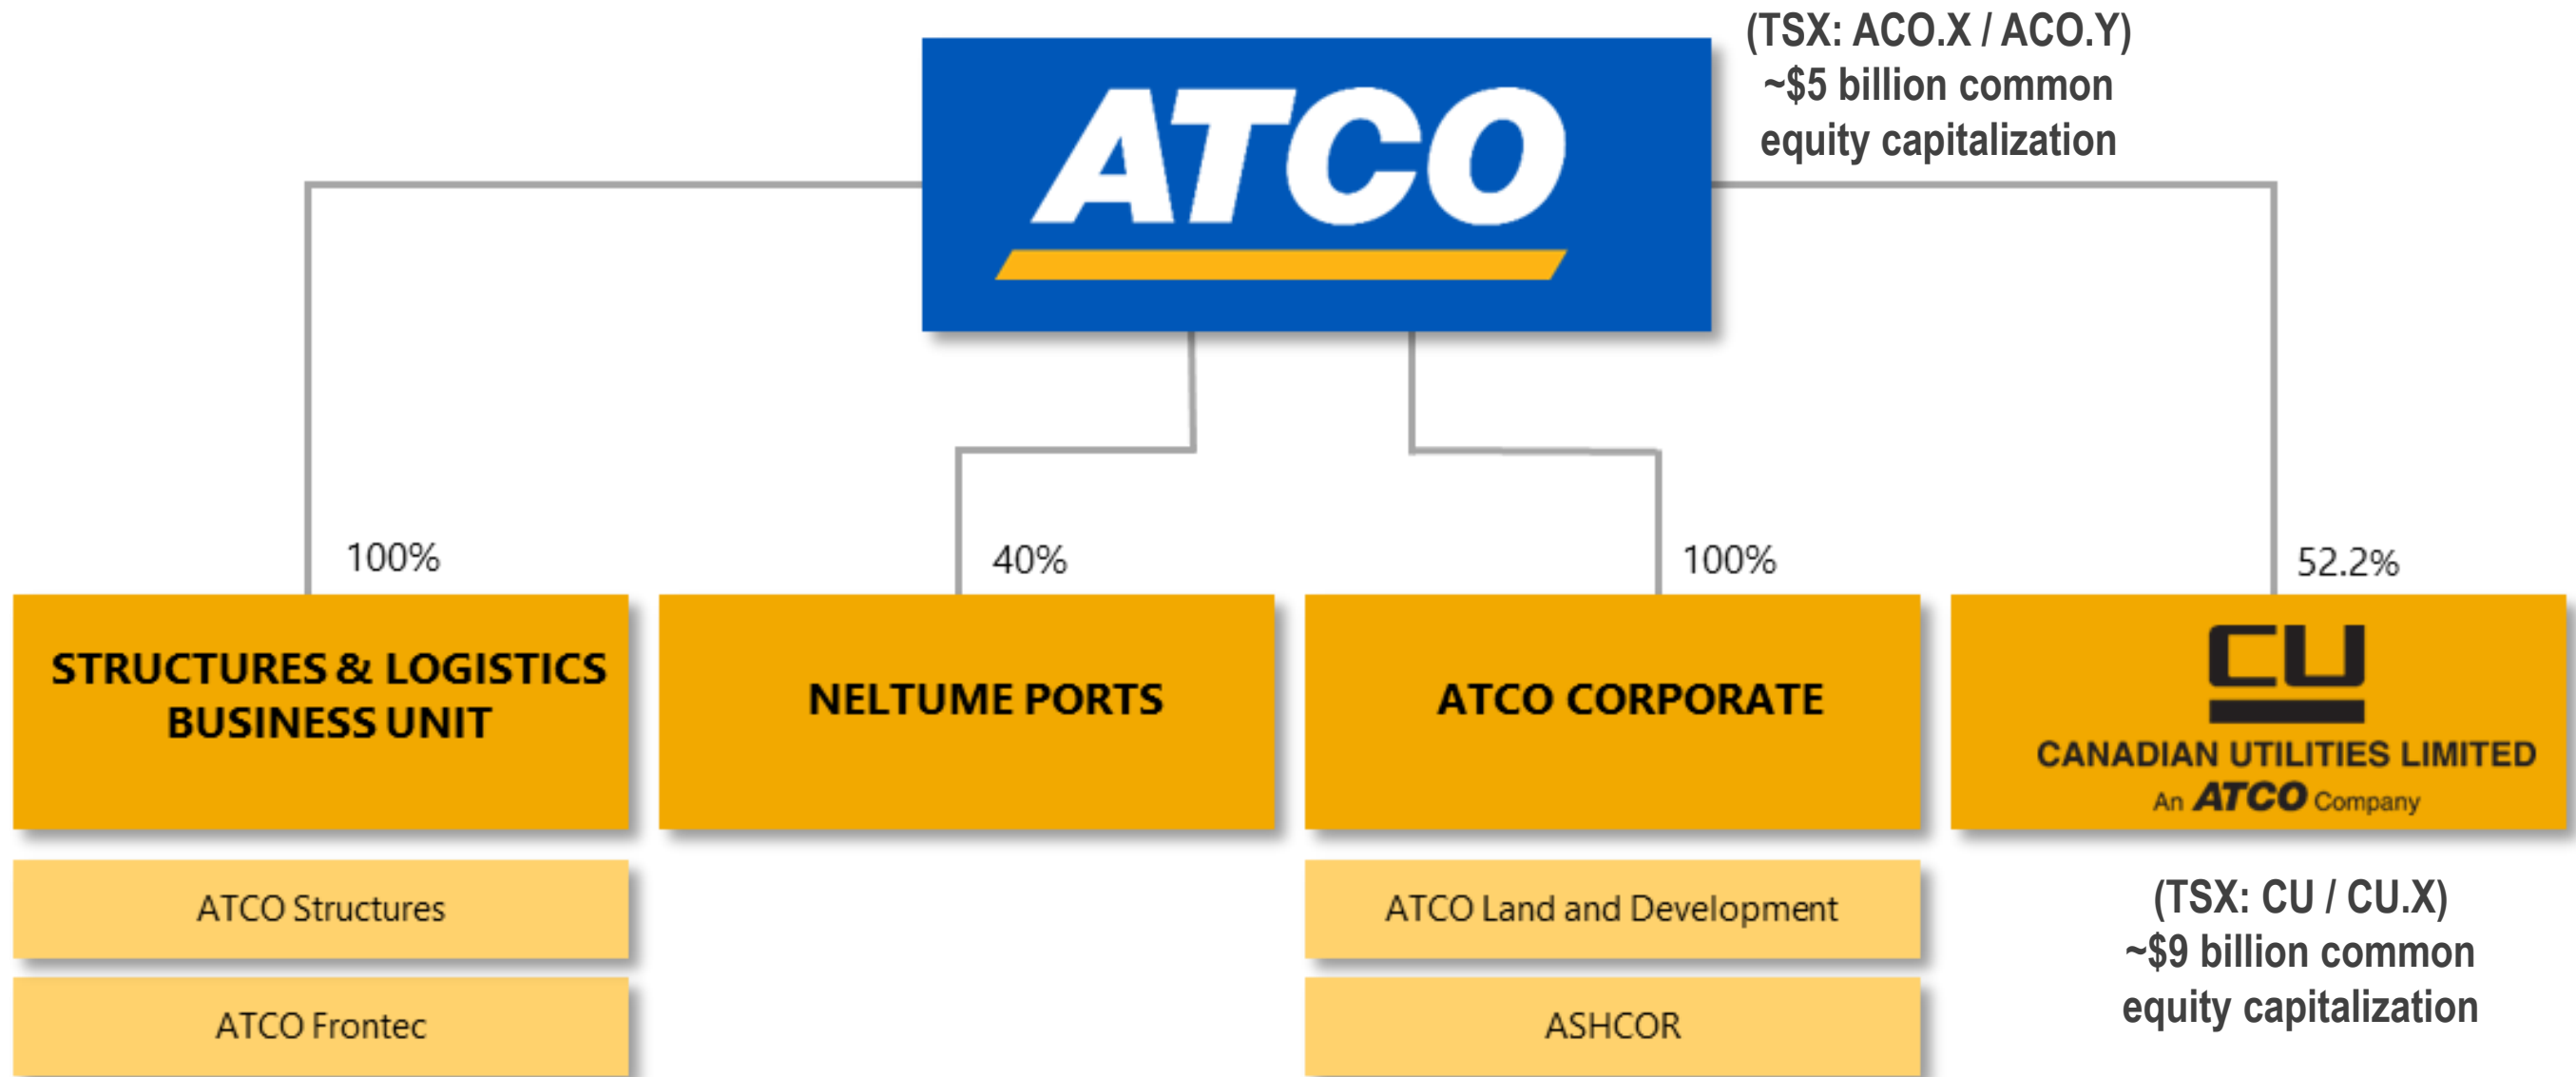 ATCO
(TSX: ACO.X / ACO.Y)
~$5 billion common
equity capitalization
100%
40%
100%
52.2%
STRUCTURES & LOGISTICS
BUSINESS UNIT
NELTUME PORTS
ATCO CORPORATE
CU
CANADIAN UTILITIES LIMITED
An ATCO Company
ATCO Structures
ATCO Frontec
ATCO Land and Development
ASHCOR
(TSX: CU / CU.X)
~$9 billion common
equity capitalization